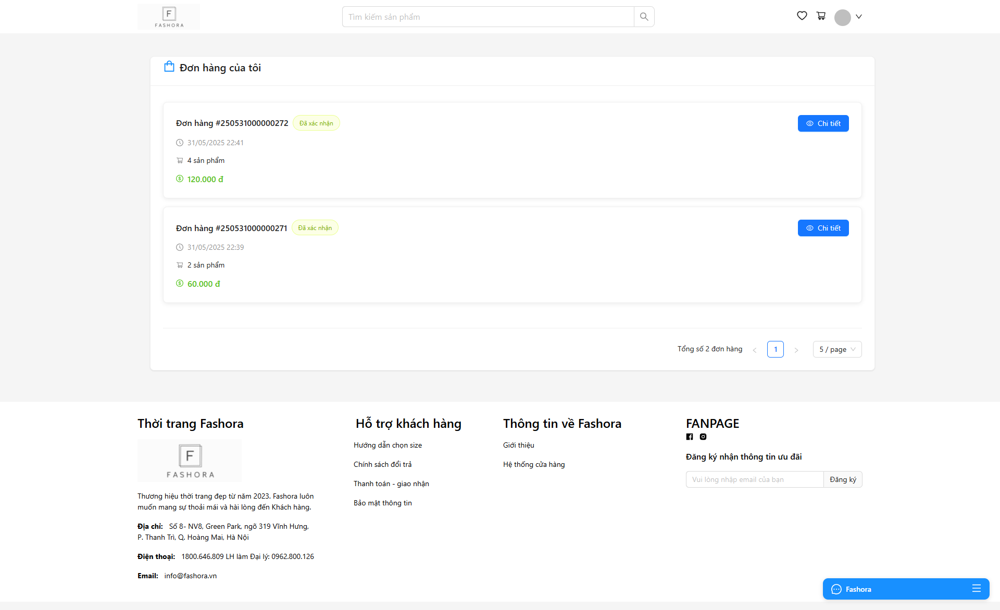 F
FASHORA
Tìm kiếm sản phẩm
Đơn hàng của tôi
Đơn hàng #250531000000272 Đã xác nhận
Chi tiết
31/05/2025 22:41
4 sản phẩm
120.000 đ
Đơn hàng #250531000000271 Đã xác nhận
Chi tiết
31/05/2025 22:39
2 sản phẩm
60.000 đ
Tổng số 2 đơn hàng < 1 > 5 / page
Thời trang Fashora
F
FASHORA
Thương hiệu thời trang đẹp từ năm 2023. Fashora luôn
muốn mang sự thoải mái và hài lòng đến Khách hàng.
Địa chỉ: Số 8- NV8, Green Park, ngõ 319 Vĩnh Hưng,
P. Thanh Trì, Q. Hoàng Mai, Hà Nội
Điện thoại: 1800.646.809 LH làm Đại lý: 0962.800.126
Email: info@fashora.vn
Hỗ trợ khách hàng
Hướng dẫn chọn size
Chính sách đổi trả
Thanh toán - giao nhận
Bảo mật thông tin
Thông tin về Fashora
Giới thiệu
Hệ thống cửa hàng
FANPAGE
Đăng ký nhận thông tin ưu đãi
Vui lòng nhập email của bạn Đăng ký
Fashora